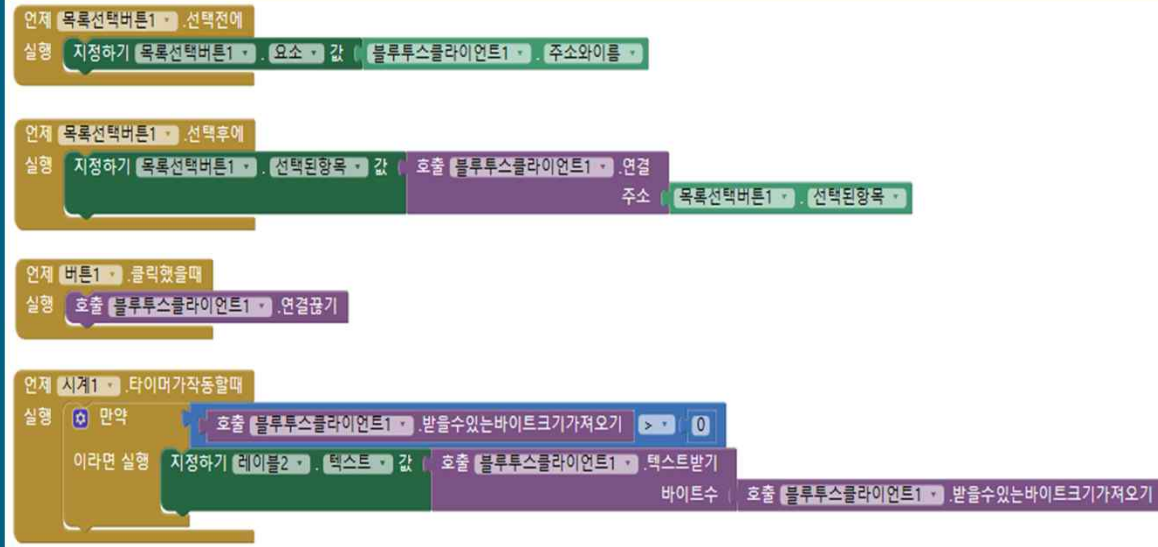 언제 목록선택버튼1 .선택전에
실행 지정하기 목록선택버튼1 . 요소 값 블루투스클라이언트1 . 주소와이름
언제 목록선택버튼1 .선택후에
실행 지정하기 목록선택버튼1 . 선택된항목 값 호출 블루투스클라이언트1 .연결
주소 목록선택버튼1 . 선택된항목
언제 버튼1 .클릭했을때
실행 호출 블루투스클라이언트1 .연결끊기
언제 시계1 .타이머가작동할때
실행 만약 호출 블루투스클라이언트1 .받을수있는바이트크기가져오기 > 0
이라면 실행 지정하기 레이블2 . 텍스트 값 호출 블루투스클라이언트1 .텍스트받기
바이트수 호출 블루투스클라이언트1 .받을수있는바이트크기가져오기